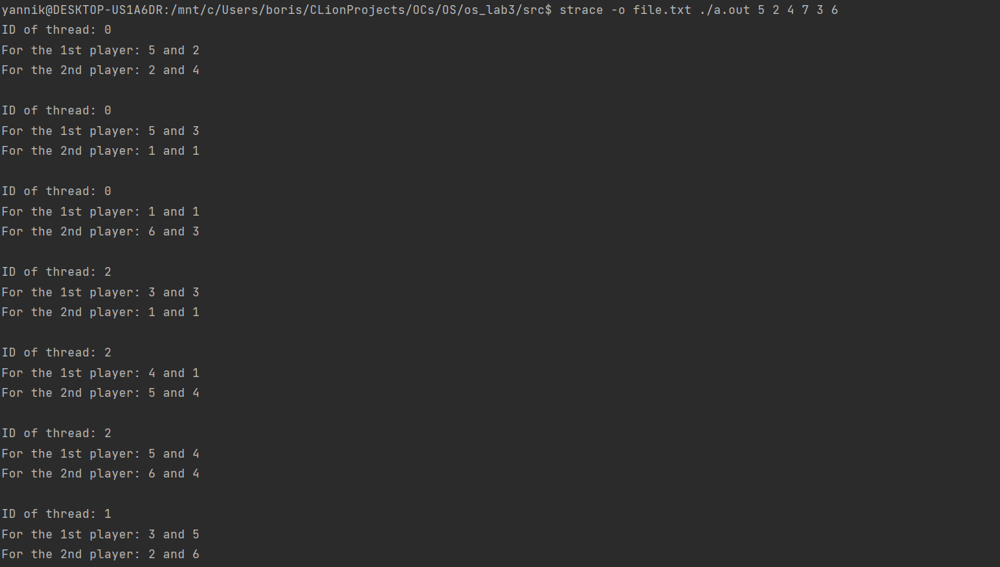 yannik@DESKTOP-US1A6DR:/mnt/c/Users/boris/CLionProjects/OCs/OS/os_lab3/src$ strace -o file.txt ./a.out 5 2 4 7 3 6
ID of thread: 0
For the 1st player: 5 and 2
For the 2nd player: 2 and 4
ID of thread: 0
For the 1st player: 5 and 3
For the 2nd player: 1 and 1
ID of thread: 0
For the 1st player: 1 and 1
For the 2nd player: 6 and 3
ID of thread: 2
For the 1st player: 3 and 3
For the 2nd player: 1 and 1
ID of thread: 2
For the 1st player: 4 and 1
For the 2nd player: 5 and 4
ID of thread: 2
For the 1st player: 5 and 4
For the 2nd player: 6 and 4
ID of thread: 1
For the 1st player: 3 and 5
For the 2nd player: 2 and 6